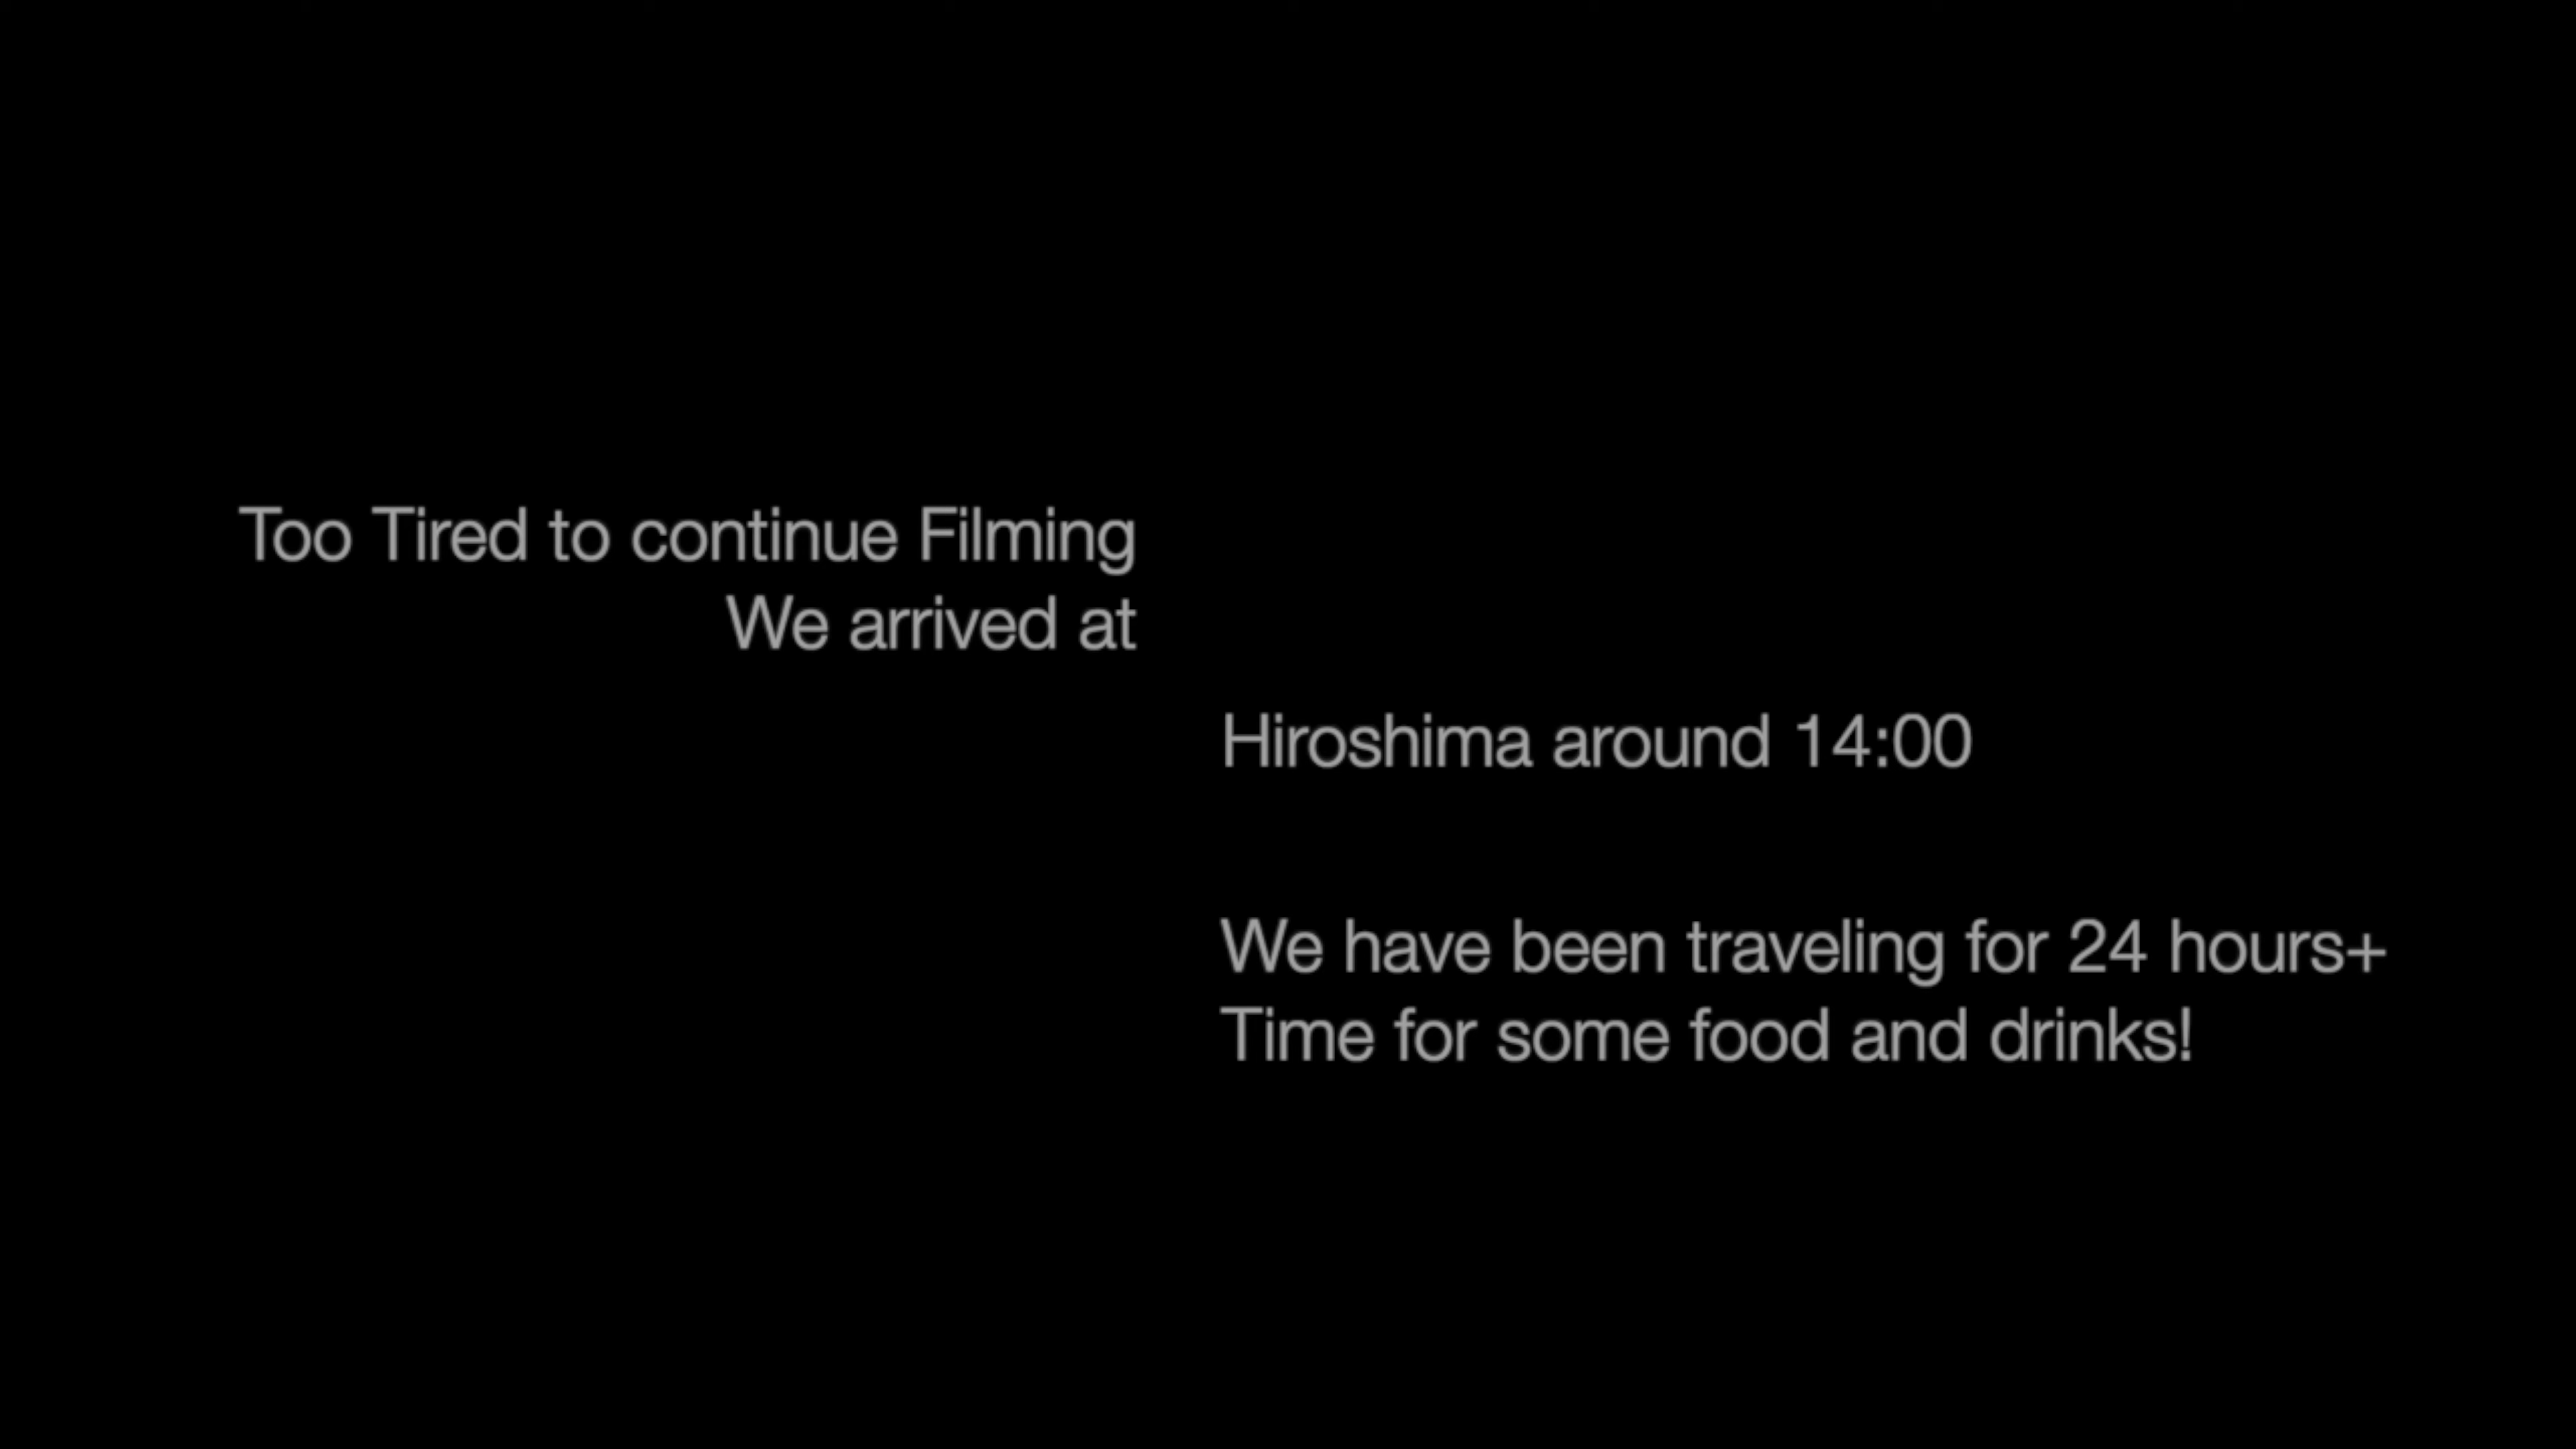 Too Tired to continue Filming
We arrived at
Hiroshima around 14:00
We have been traveling for 24 hours+
Time for some food and drinks!